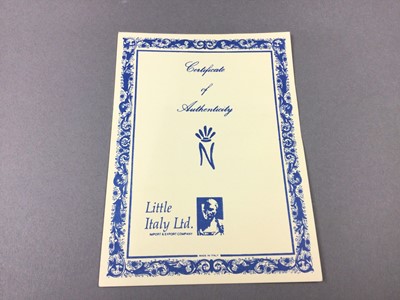 Certificate
of
Authenticity
N
Little
Italy Ltd.
IMPORT & EXPORT COMPANY
MADE IN ITALY